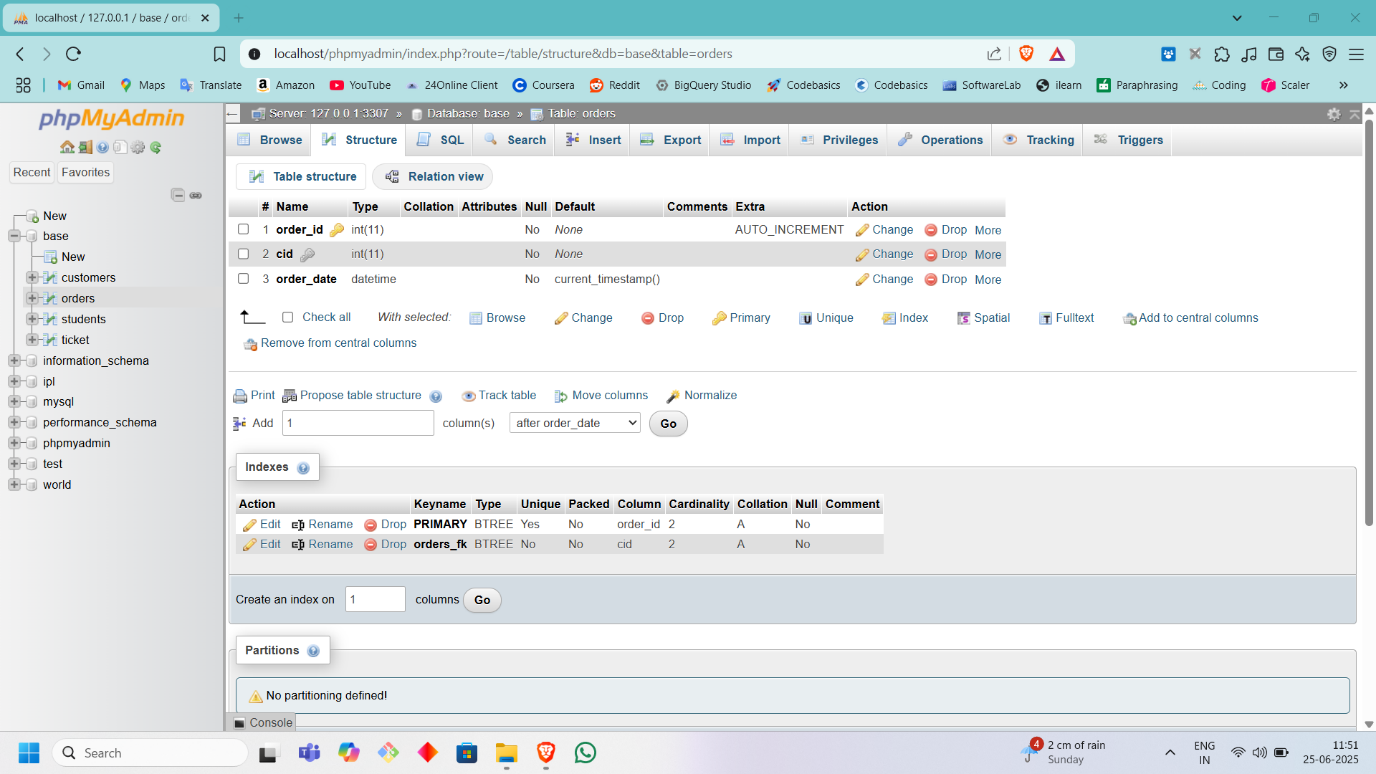 localhost / 127.0.0.1 / base / ord
localhost/phpmyadmin/index.php?route=/table/structure&db=base&table=orders
Gmail Maps Translate Amazon YouTube 24Online Client Coursera Reddit BigQuery Studio Codebasics Codebasics SoftwareLab ilearn Paraphrasing Coding Scaler »
phpMyAdmin
Recent Favorites
New
base
New
customers
orders
students
ticket
information_schema
ipl
mysql
performance_schema
phpmyadmin
test
world
Server: 127.0.0.1:3307 » Database: base » Table: orders
Browse Structure SQL Search Insert Export Import Privileges Operations Tracking Triggers
Table structure Relation view
# Name Type Collation Attributes Null Default Comments Extra Action
1 order_id int(11) No None AUTO_INCREMENT Change Drop More
2 cid int(11) No None Change Drop More
3 order_date datetime No current_timestamp() Change Drop More
Check all With selected: Browse Change Drop Primary Unique Index Spatial Fulltext Add to central columns
Remove from central columns
Print Propose table structure Track table Move columns Normalize
Add 1 column(s) after order_date Go
Indexes
Action Keyname Type Unique Packed Column Cardinality Collation Null Comment
Edit Rename Drop PRIMARY BTREE Yes No order_id 2 A No
Edit Rename Drop orders_fk BTREE No No cid 2 A No
Create an index on 1 columns Go
Partitions
No partitioning defined!
Console
Search
4
2 cm of rain
Sunday
ENG
IN
11:51
25-06-2025